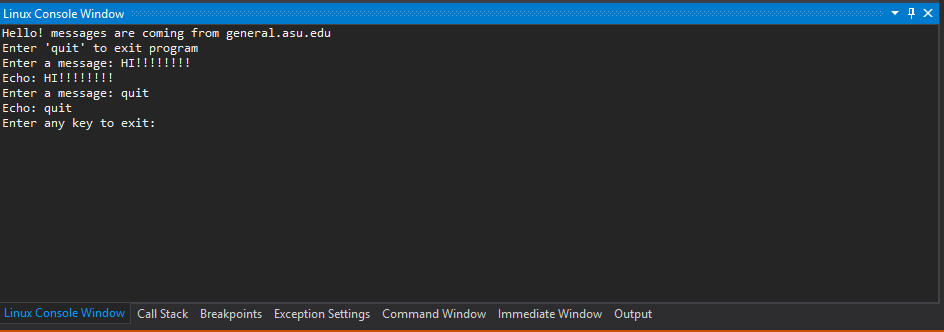 Linux Console Window
Hello! messages are coming from general.asu.edu
Enter 'quit' to exit program
Enter a message: HI!!!!!!!!
Echo: HI!!!!!!!!
Enter a message: quit
Echo: quit
Enter any key to exit:
Linux Console Window Call Stack Breakpoints Exception Settings Command Window Immediate Window Output